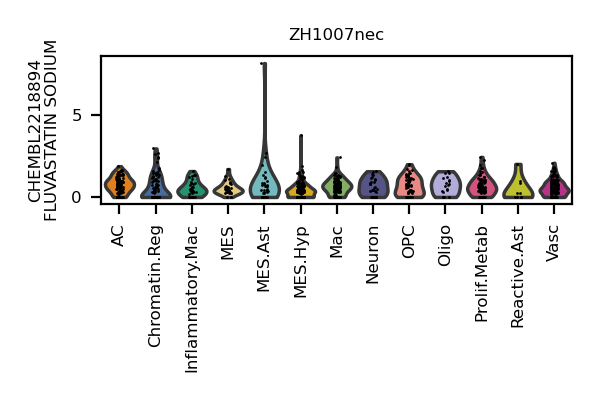 ZH1007nec
CHEMBL2218894
FLUVASTATIN SODIUM
5
0
AC
Chromatin.Reg
Inflammatory.Mac
MES
MES.Ast
MES.Hyp
Mac
Neuron
OPC
Oligo
Prolif.Metab
Reactive.Ast
Vasc